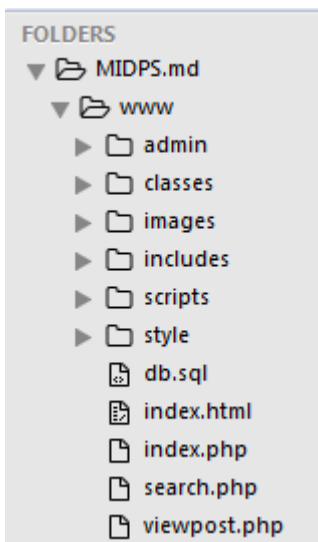 FOLDERS
MIDPS.md
www
admin
classes
images
includes
scripts
style
db.sql
index.html
index.php
search.php
viewpost.php